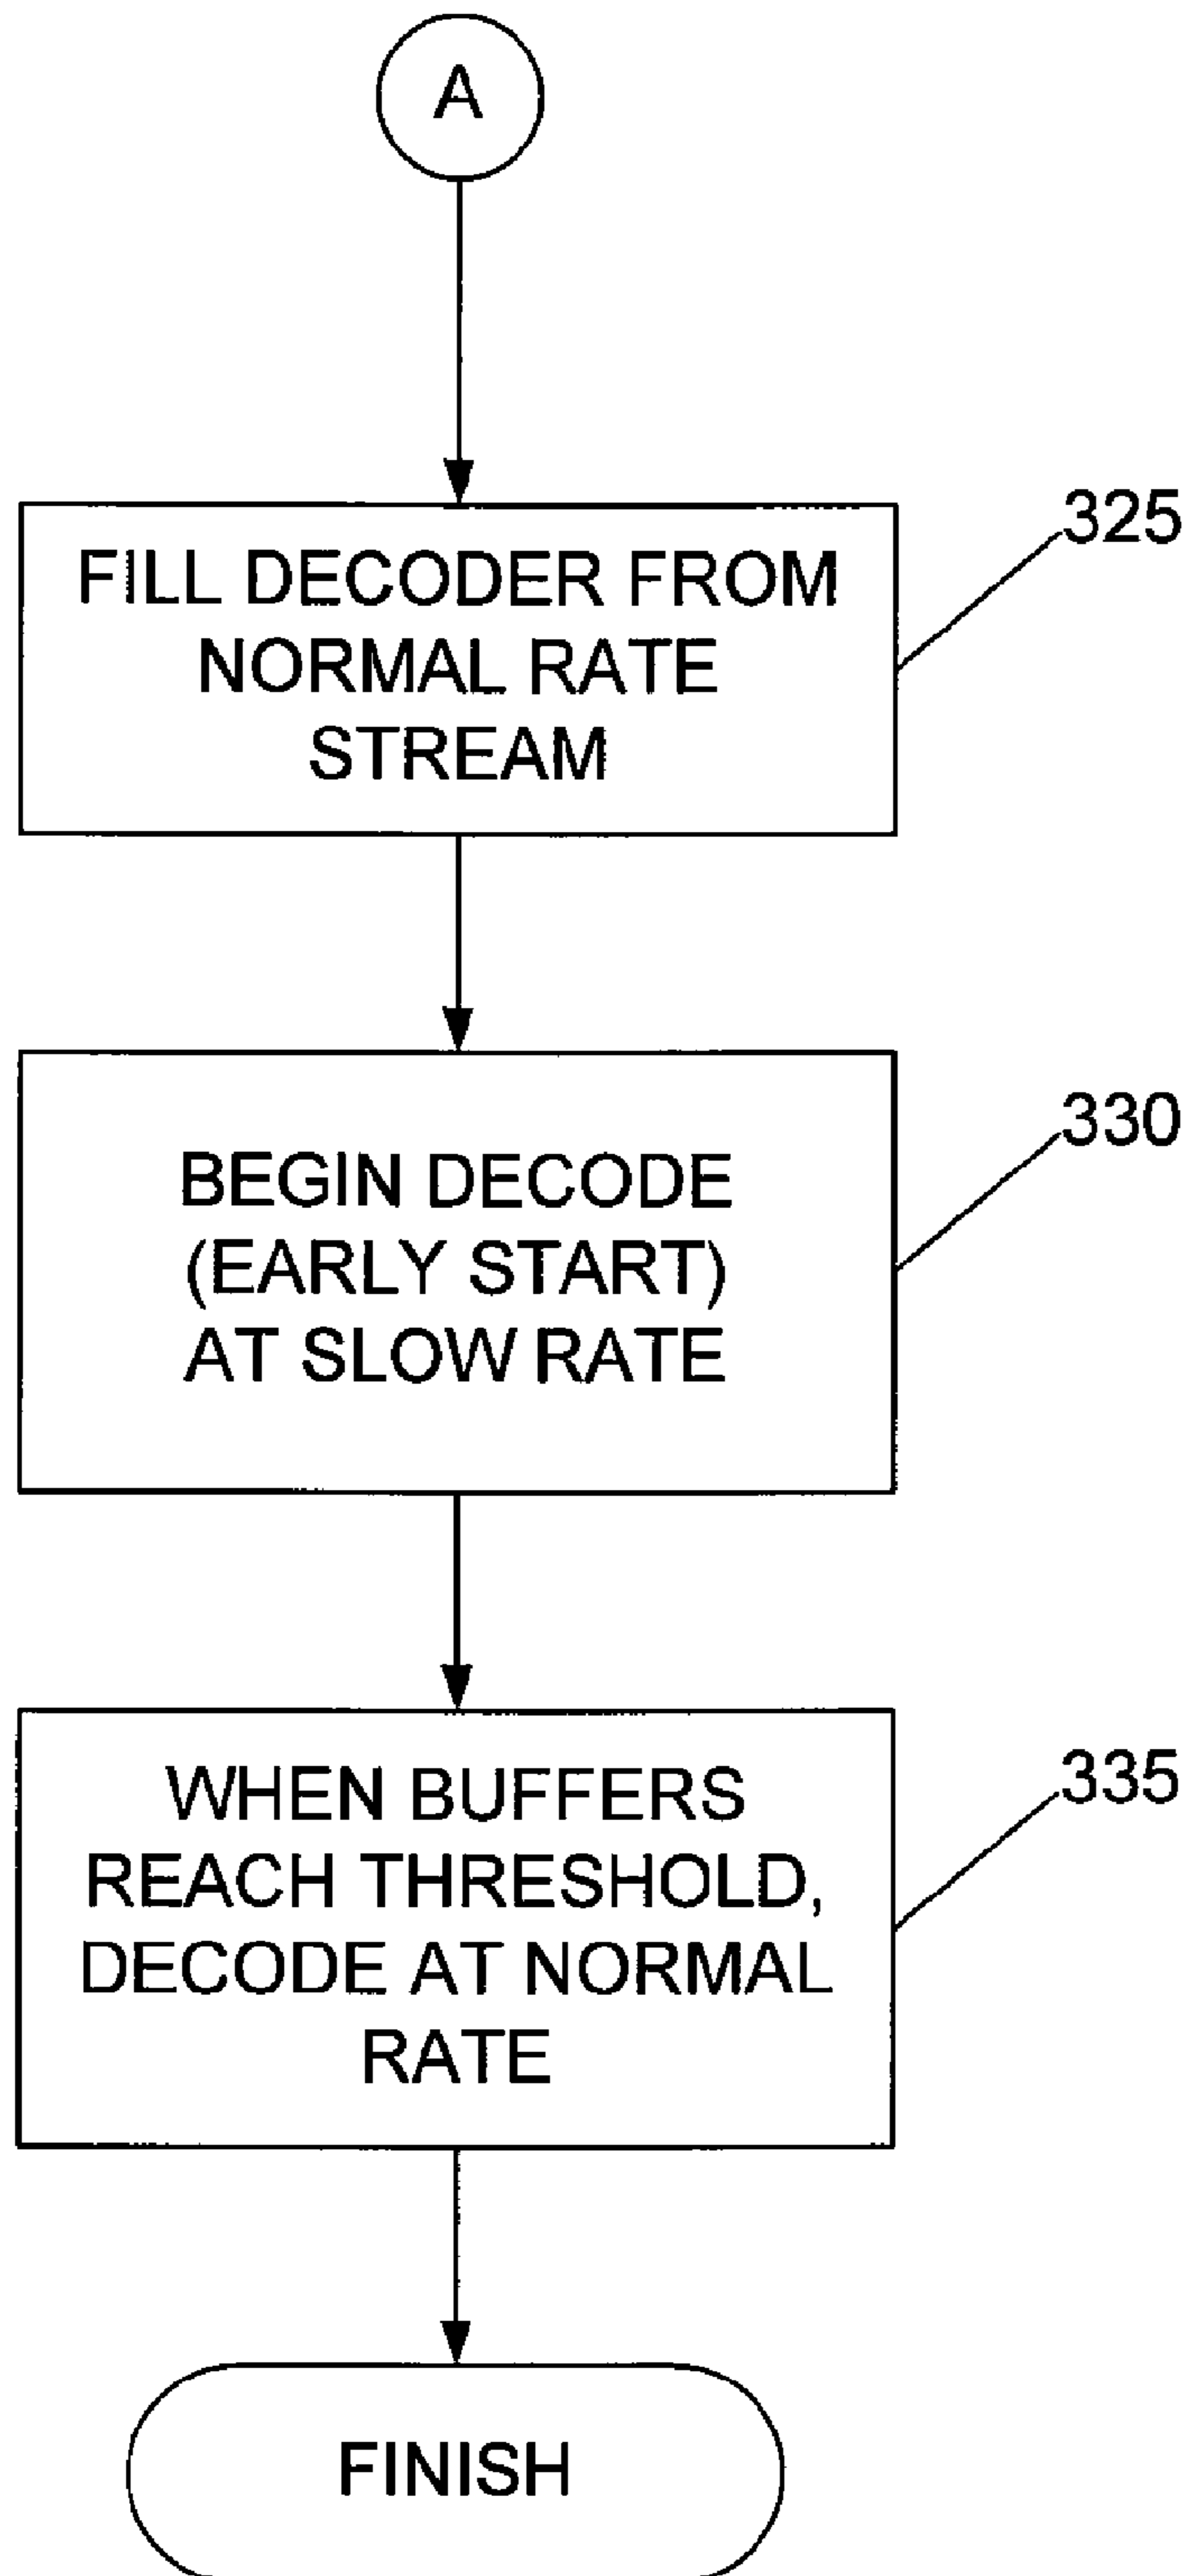 A
FILL DECODER FROM
NORMAL RATE
STREAM
325
BEGIN DECODE
(EARLY START)
AT SLOW RATE
330
WHEN BUFFERS
REACH THRESHOLD,
DECODE AT NORMAL
RATE
335
FINISH